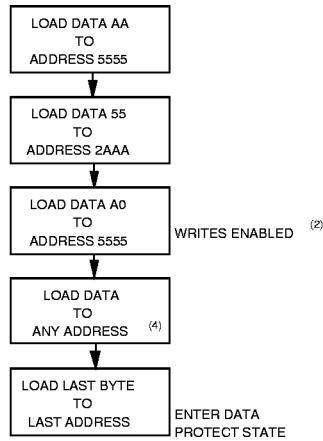 LOAD DATA AA
TO
ADDRESS 5555
LOAD DATA 55
TO
ADDRESS 2AAA
LOAD DATA A0
TO
ADDRESS 5555
WRITES ENABLED (2)
LOAD DATA
TO
ANY ADDRESS (4)
LOAD LAST BYTE
TO
LAST ADDRESS
ENTER DATA
PROTECT STATE